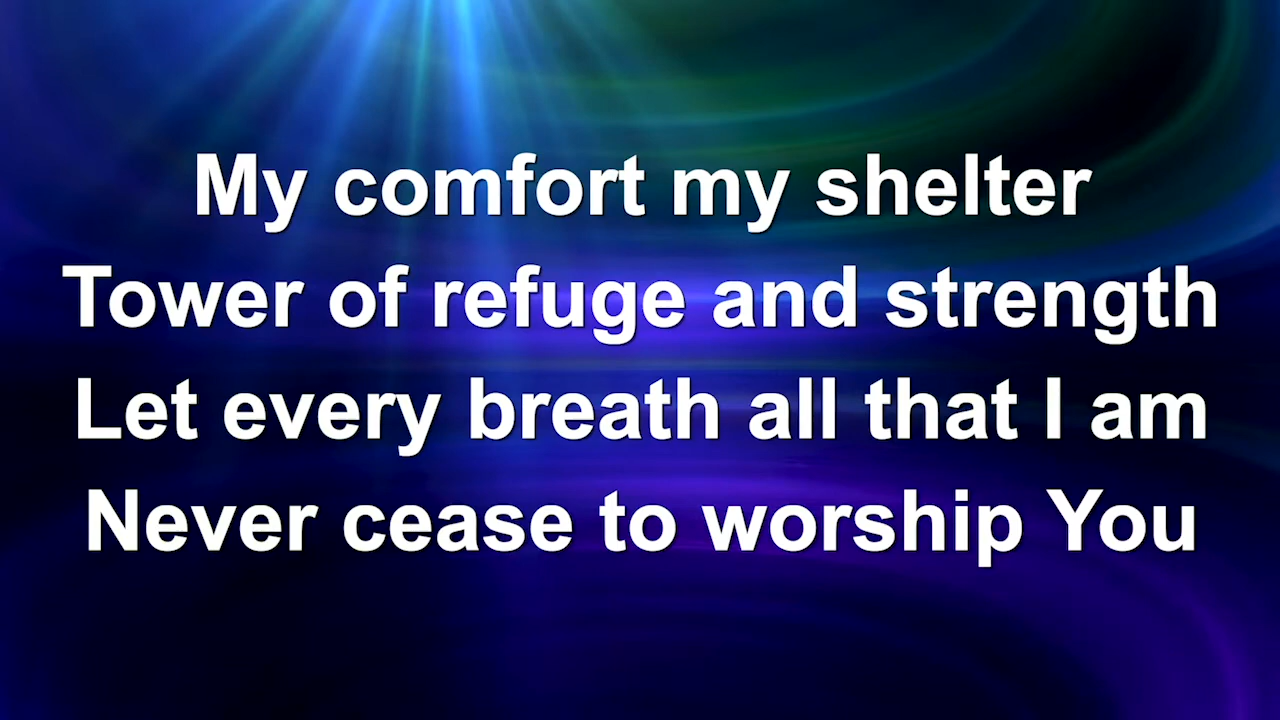 My comfort my shelter
Tower of refuge and strength
Let every breath all that I am
Never cease to worship You